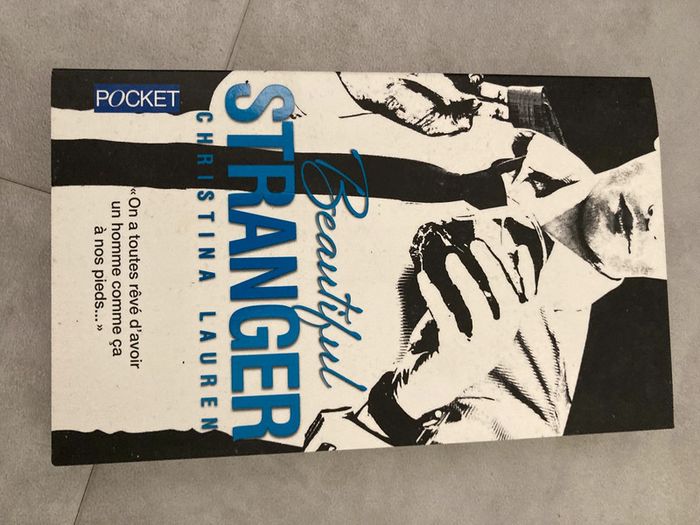 Beautiful
STRANGER
CHRISTINA LAUREN
« On a toutes rêvé d'avoir
un homme comme ça
à nos pieds... »
POCKET